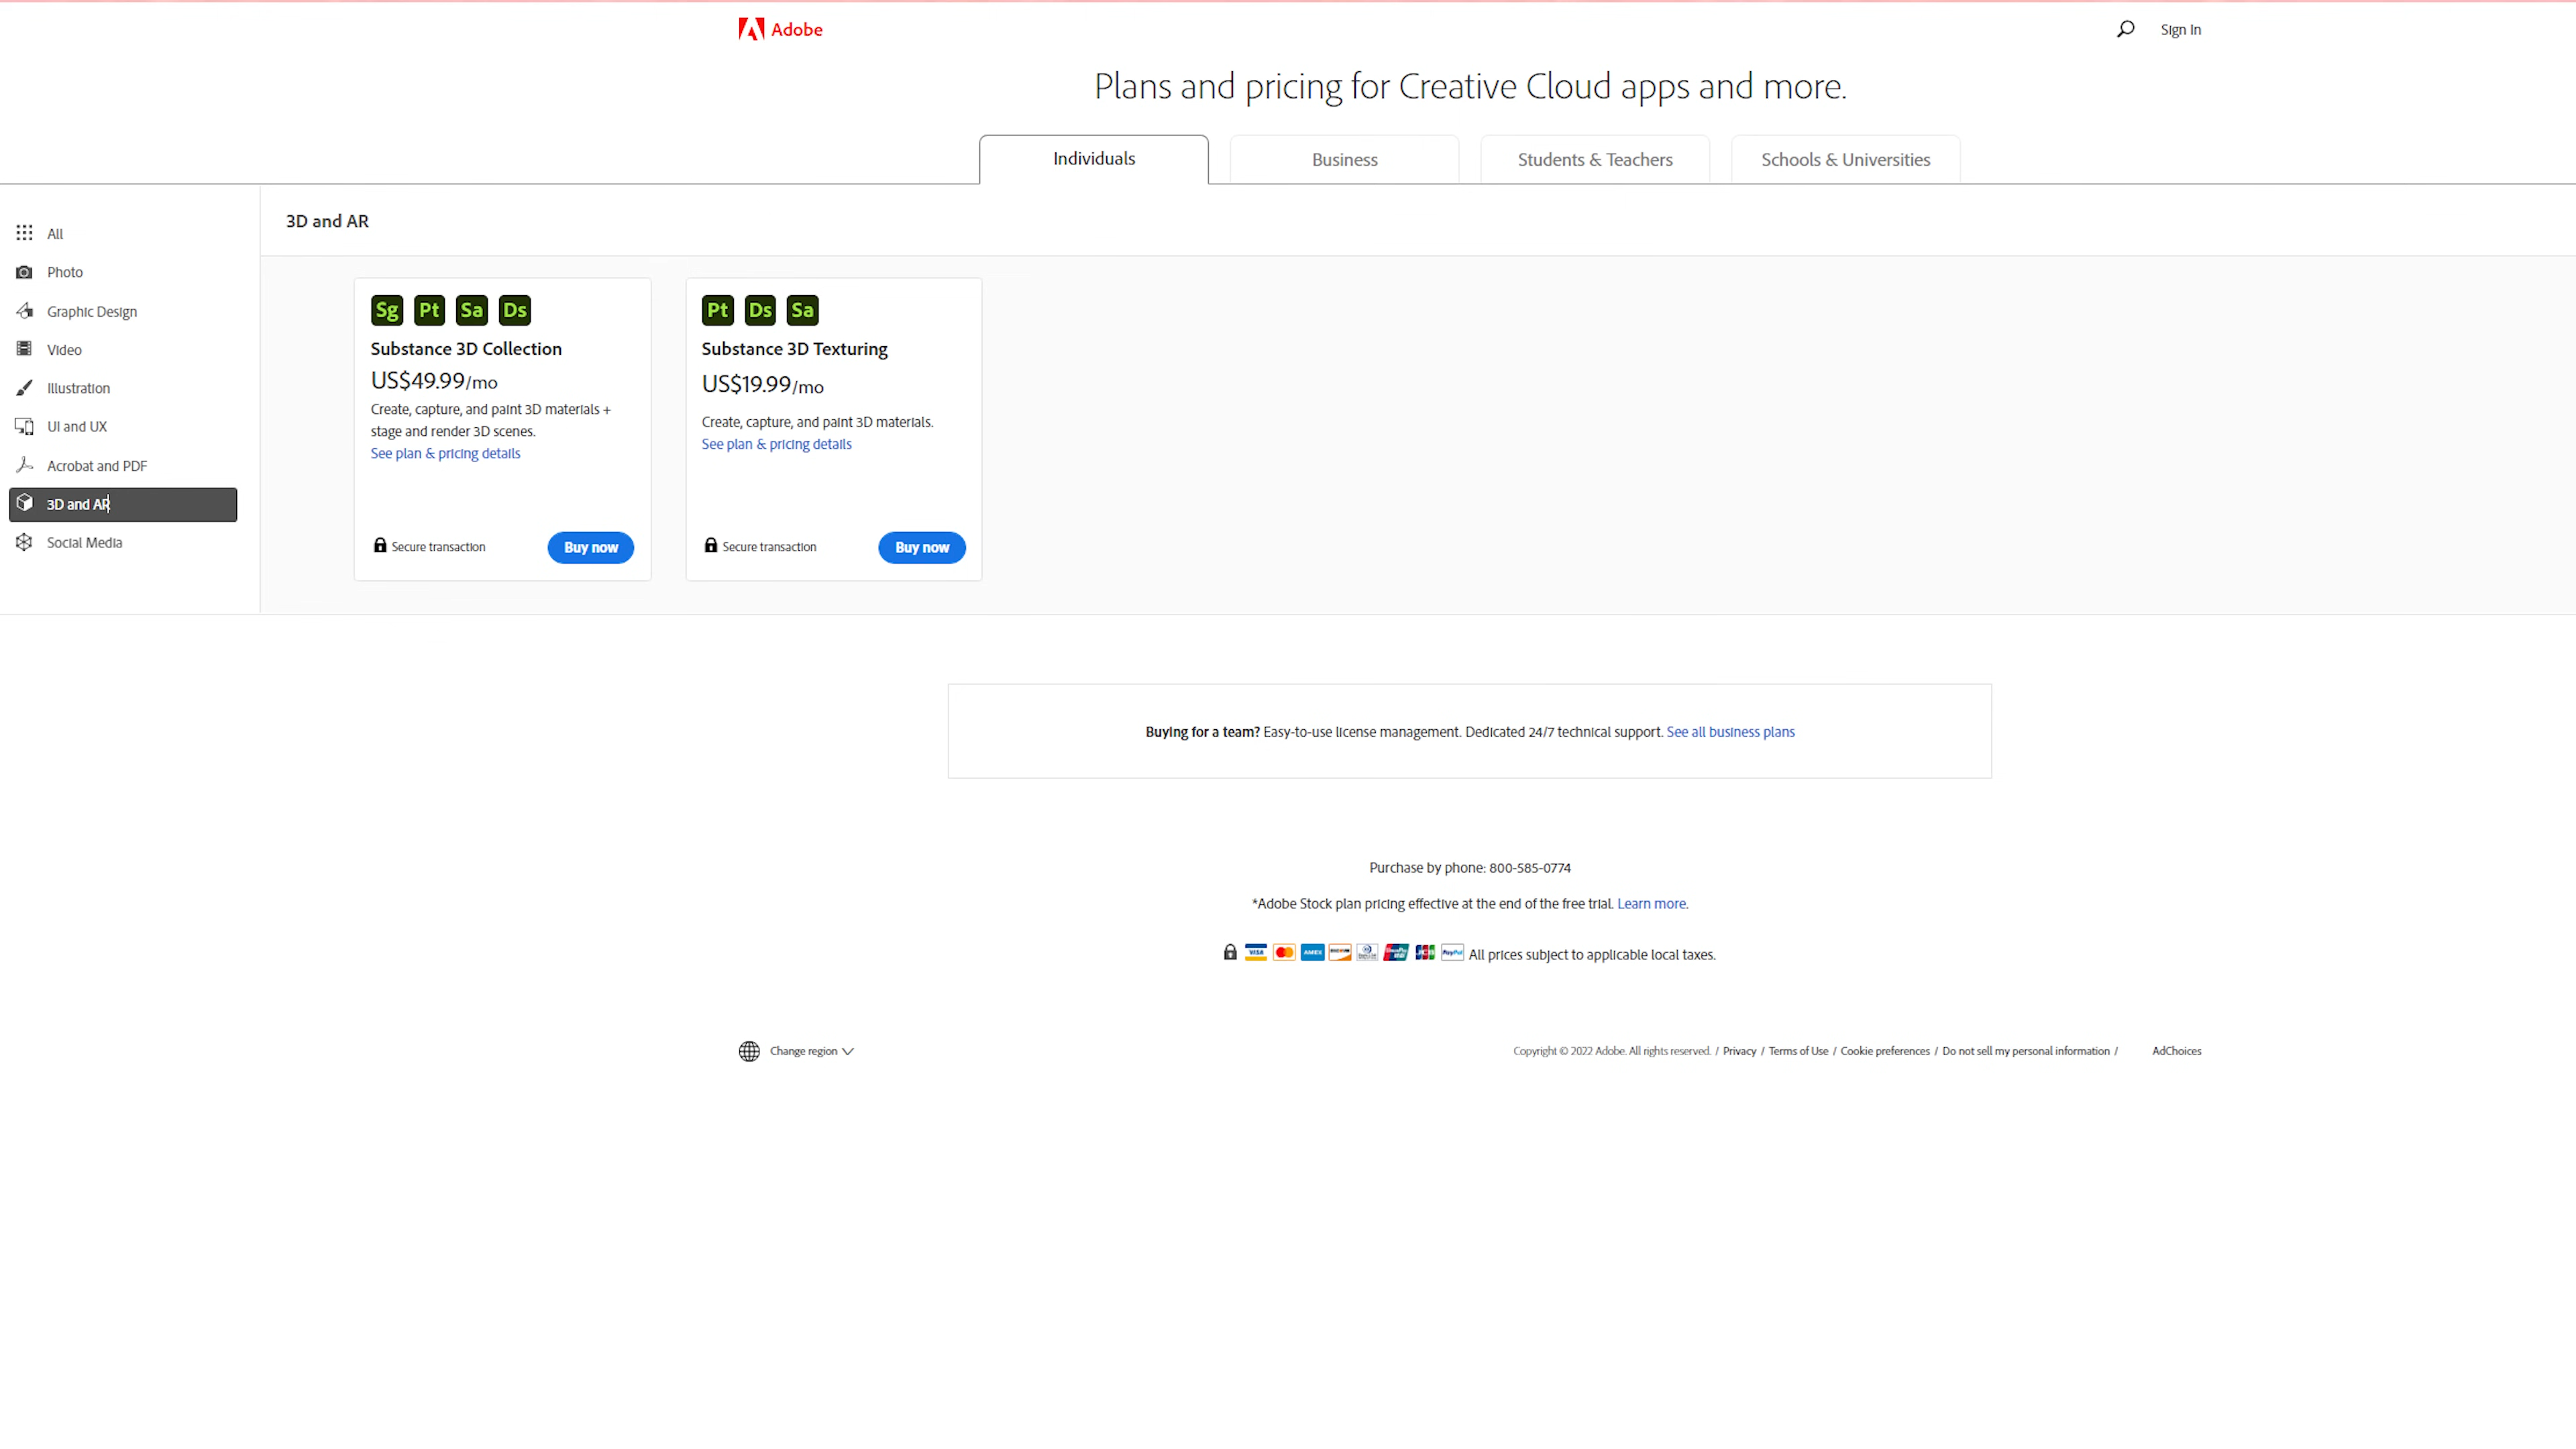 Adobe
Sign In
Plans and pricing for Creative Cloud apps and more.
Individuals
Business
Students & Teachers
Schools & Universities
All
Photo
Graphic Design
Video
Illustration
UI and UX
Acrobat and PDF
3D and AR
Social Media
3D and AR
Sg Pt Sa Ds
Substance 3D Collection
US$49.99/mo
Create, capture, and paint 3D materials +
stage and render 3D scenes.
See plan & pricing details
Secure transaction
Buy now
Pt Ds Sa
Substance 3D Texturing
US$19.99/mo
Create, capture, and paint 3D materials.
See plan & pricing details
Secure transaction
Buy now
Buying for a team? Easy-to-use license management. Dedicated 24/7 technical support. See all business plans
Purchase by phone: 800-585-0774
*Adobe Stock plan pricing effective at the end of the free trial. Learn more.
VISA AMEX PayPal All prices subject to applicable local taxes.
Change region
Copyright © 2022 Adobe. All rights reserved. / Privacy / Terms of Use / Cookie preferences / Do not sell my personal information / AdChoices